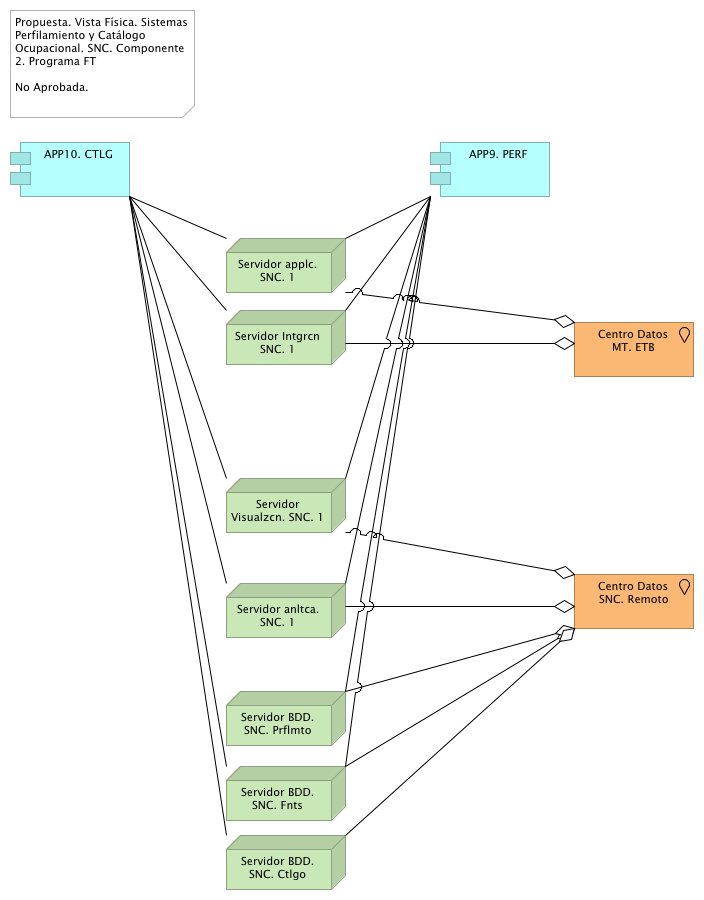 Propuesta. Vista Física. Sistemas
Perfilamiento y Catálogo
Ocupacional. SNC. Componente
2. Programa FT
No Aprobada.
APP10. CTLG
APP9. PERF
Servidor applc.
SNC. 1
Servidor Intgrcn
SNC. 1
Centro Datos
MT. ETB
Servidor
Visualzcn. SNC. 1
Centro Datos
SNC. Remoto
Servidor anltca.
SNC. 1
Servidor BDD.
SNC. Prflmto
Servidor BDD.
SNC. Fnts
Servidor BDD.
SNC. Ctlgo